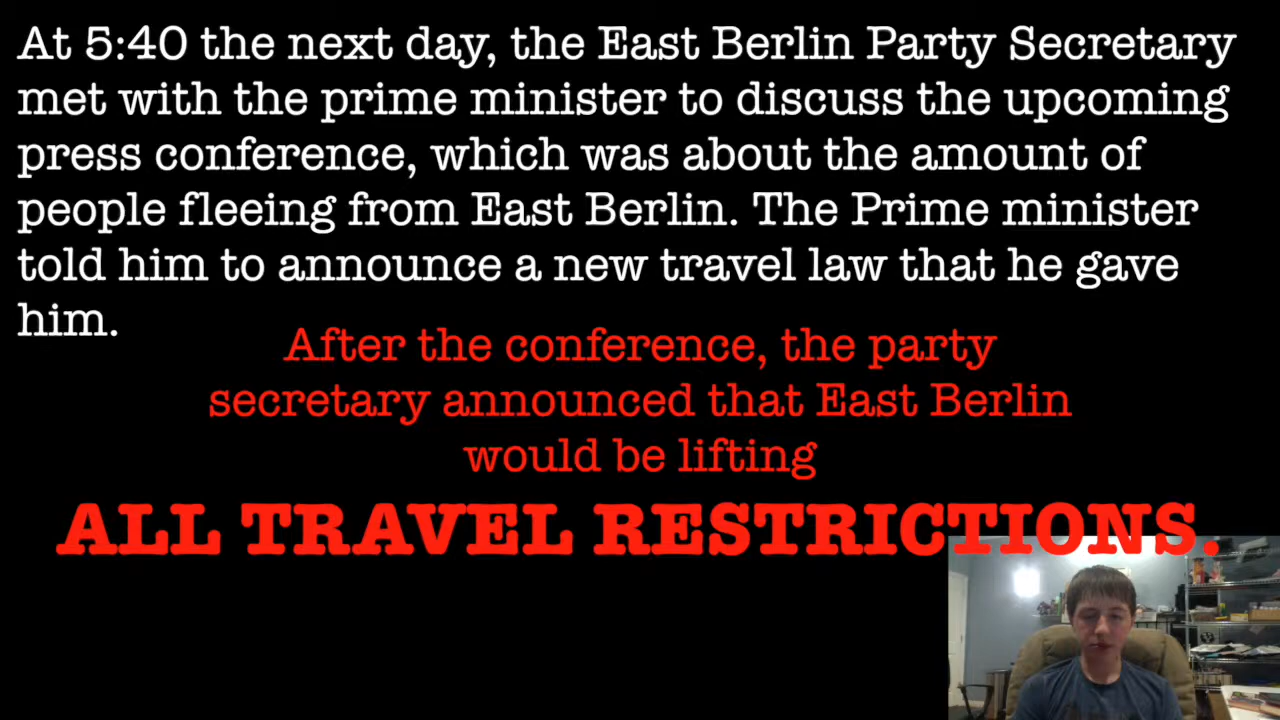 At 5:40 the next day, the East Berlin Party Secretary
met with the prime minister to discuss the upcoming
press conference, which was about the amount of
people fleeing from East Berlin. The Prime minister
told him to announce a new travel law that he gave
him.
After the conference, the party
secretary announced that East Berlin
would be lifting
ALL TRAVEL RESTRICTIONS.